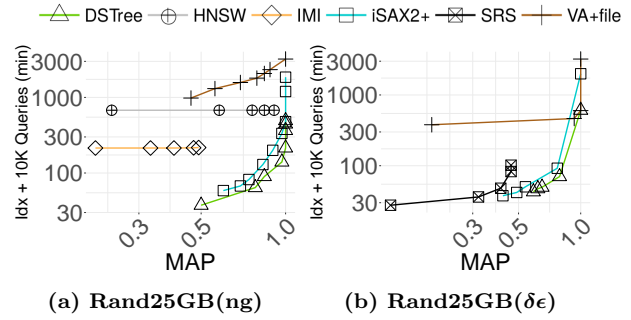 DSTree HNSW IMI iSAX2+ SRS VA+file
Idx + 10K Queries (min)
3000
1000
300
100
30
0.3 0.5 1.0
MAP
(a) Rand25GB(ng)
Idx + 10K Queries (min)
3000
1000
300
100
30
0.3 0.5 1.0
MAP
(b) Rand25GB(δϵ)